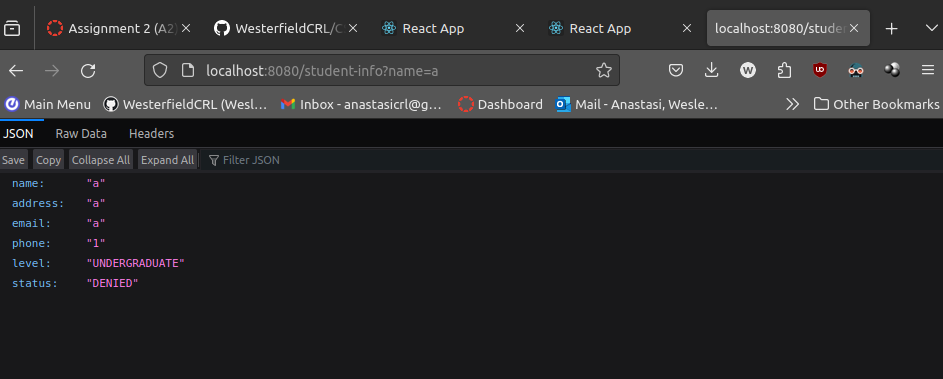 Assignment 2 (A2)
WesterfieldCRL/C
React App
React App
localhost:8080/stude
localhost:8080/student-info?name=a
Main Menu
WesterfieldCRL (Wesl…
Inbox - anastasicrl@g…
Dashboard
Mail - Anastasi, Wesle…
Other Bookmarks
JSON Raw Data Headers
Save Copy Collapse All Expand All Filter JSON
name: "a"
address: "a"
email: "a"
phone: "1"
level: "UNDERGRADUATE"
status: "DENIED"